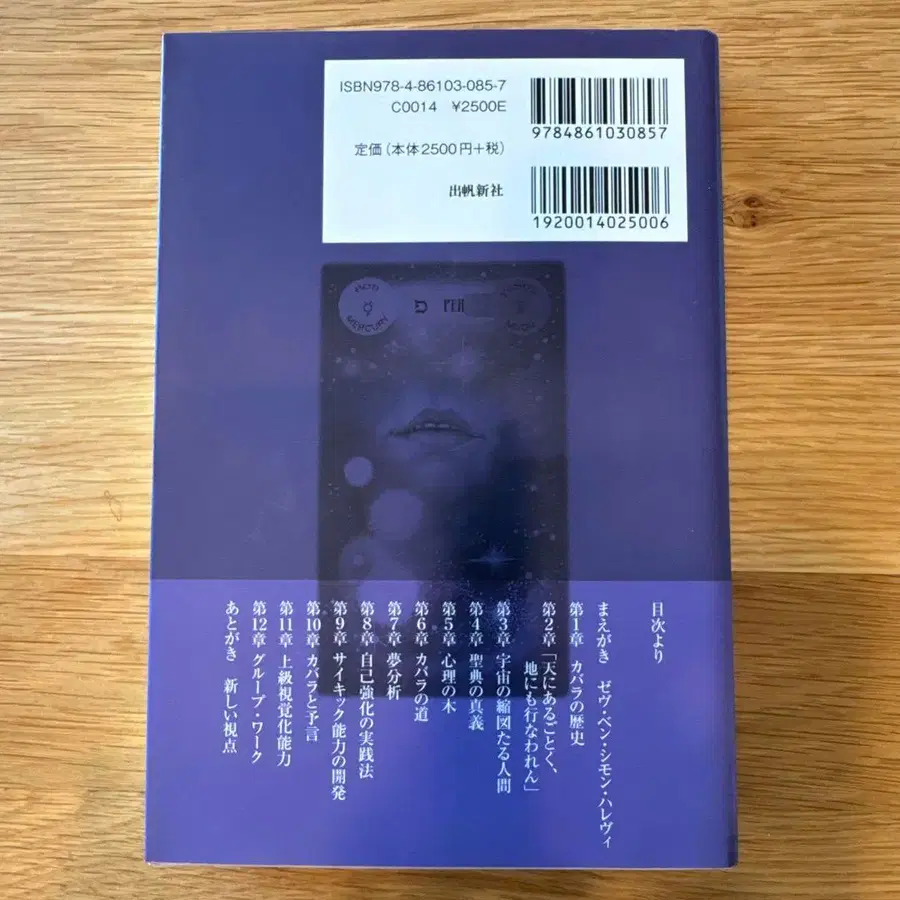 ISBN978-4-86103-085-7
C0014 ¥2500E
9784861030857
定価(本体2500円+税)
出帆新社
1920014025006
HOD
MERCURY
目次より
まえがき ゼヴ・ベン・シモン・ハレヴィ
第1章 カバラの歴史
第2章「天にあるごとく、
地にも行なわれん」
第3章 宇宙の縮図たる人間
第4章 聖典の真義
第5章 心理の木
第6章 カバラの道
第7章 夢分析
第8章 自己強化の実践法
第9章 サイキック能力の開発
第10章 カバラと予言
第11章 上級視覚化能力
第12章 グループ・ワーク
あとがき 新しい視点